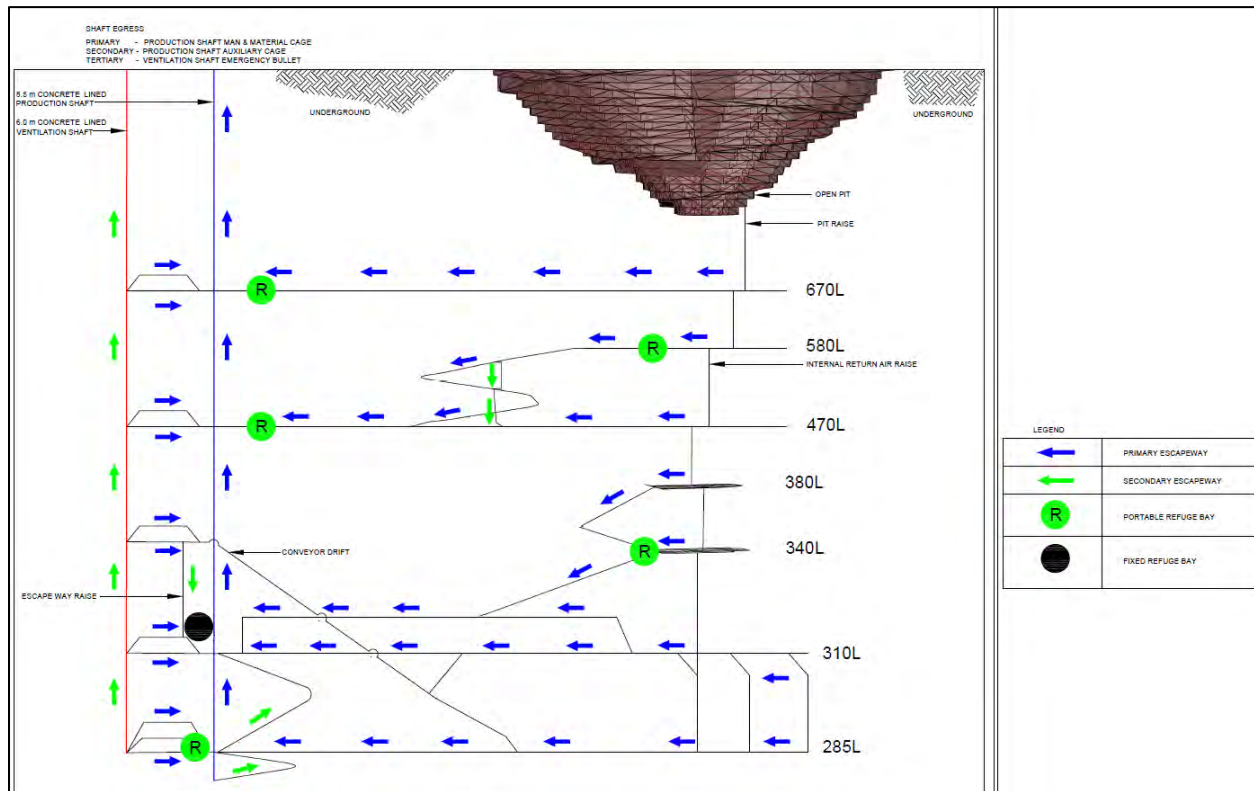 SHAFT EGRESS
PRIMARY - PRODUCTION SHAFT MAN & MATERIAL CAGE
SECONDARY - PRODUCTION SHAFT AUXILIARY CAGE
TERTIARY - VENTILATION SHAFT EMERGENCY BULLET
5.5 m CONCRETE LINED
PRODUCTION SHAFT
6.0 m CONCRETE LINED
VENTILATION SHAFT
UNDERGROUND
UNDERGROUND
OPEN PIT
PIT RAISE
R
670L
R
580L
INTERNAL RETURN AIR RAISE
R
470L
380L
CONVEYOR DRIFT
R
340L
ESCAPE WAY RAISE
310L
R
285L
LEGEND
PRIMARY ESCAPEWAY
SECONDARY ESCAPEWAY
R
PORTABLE REFUGE BAY
FIXED REFUGE BAY